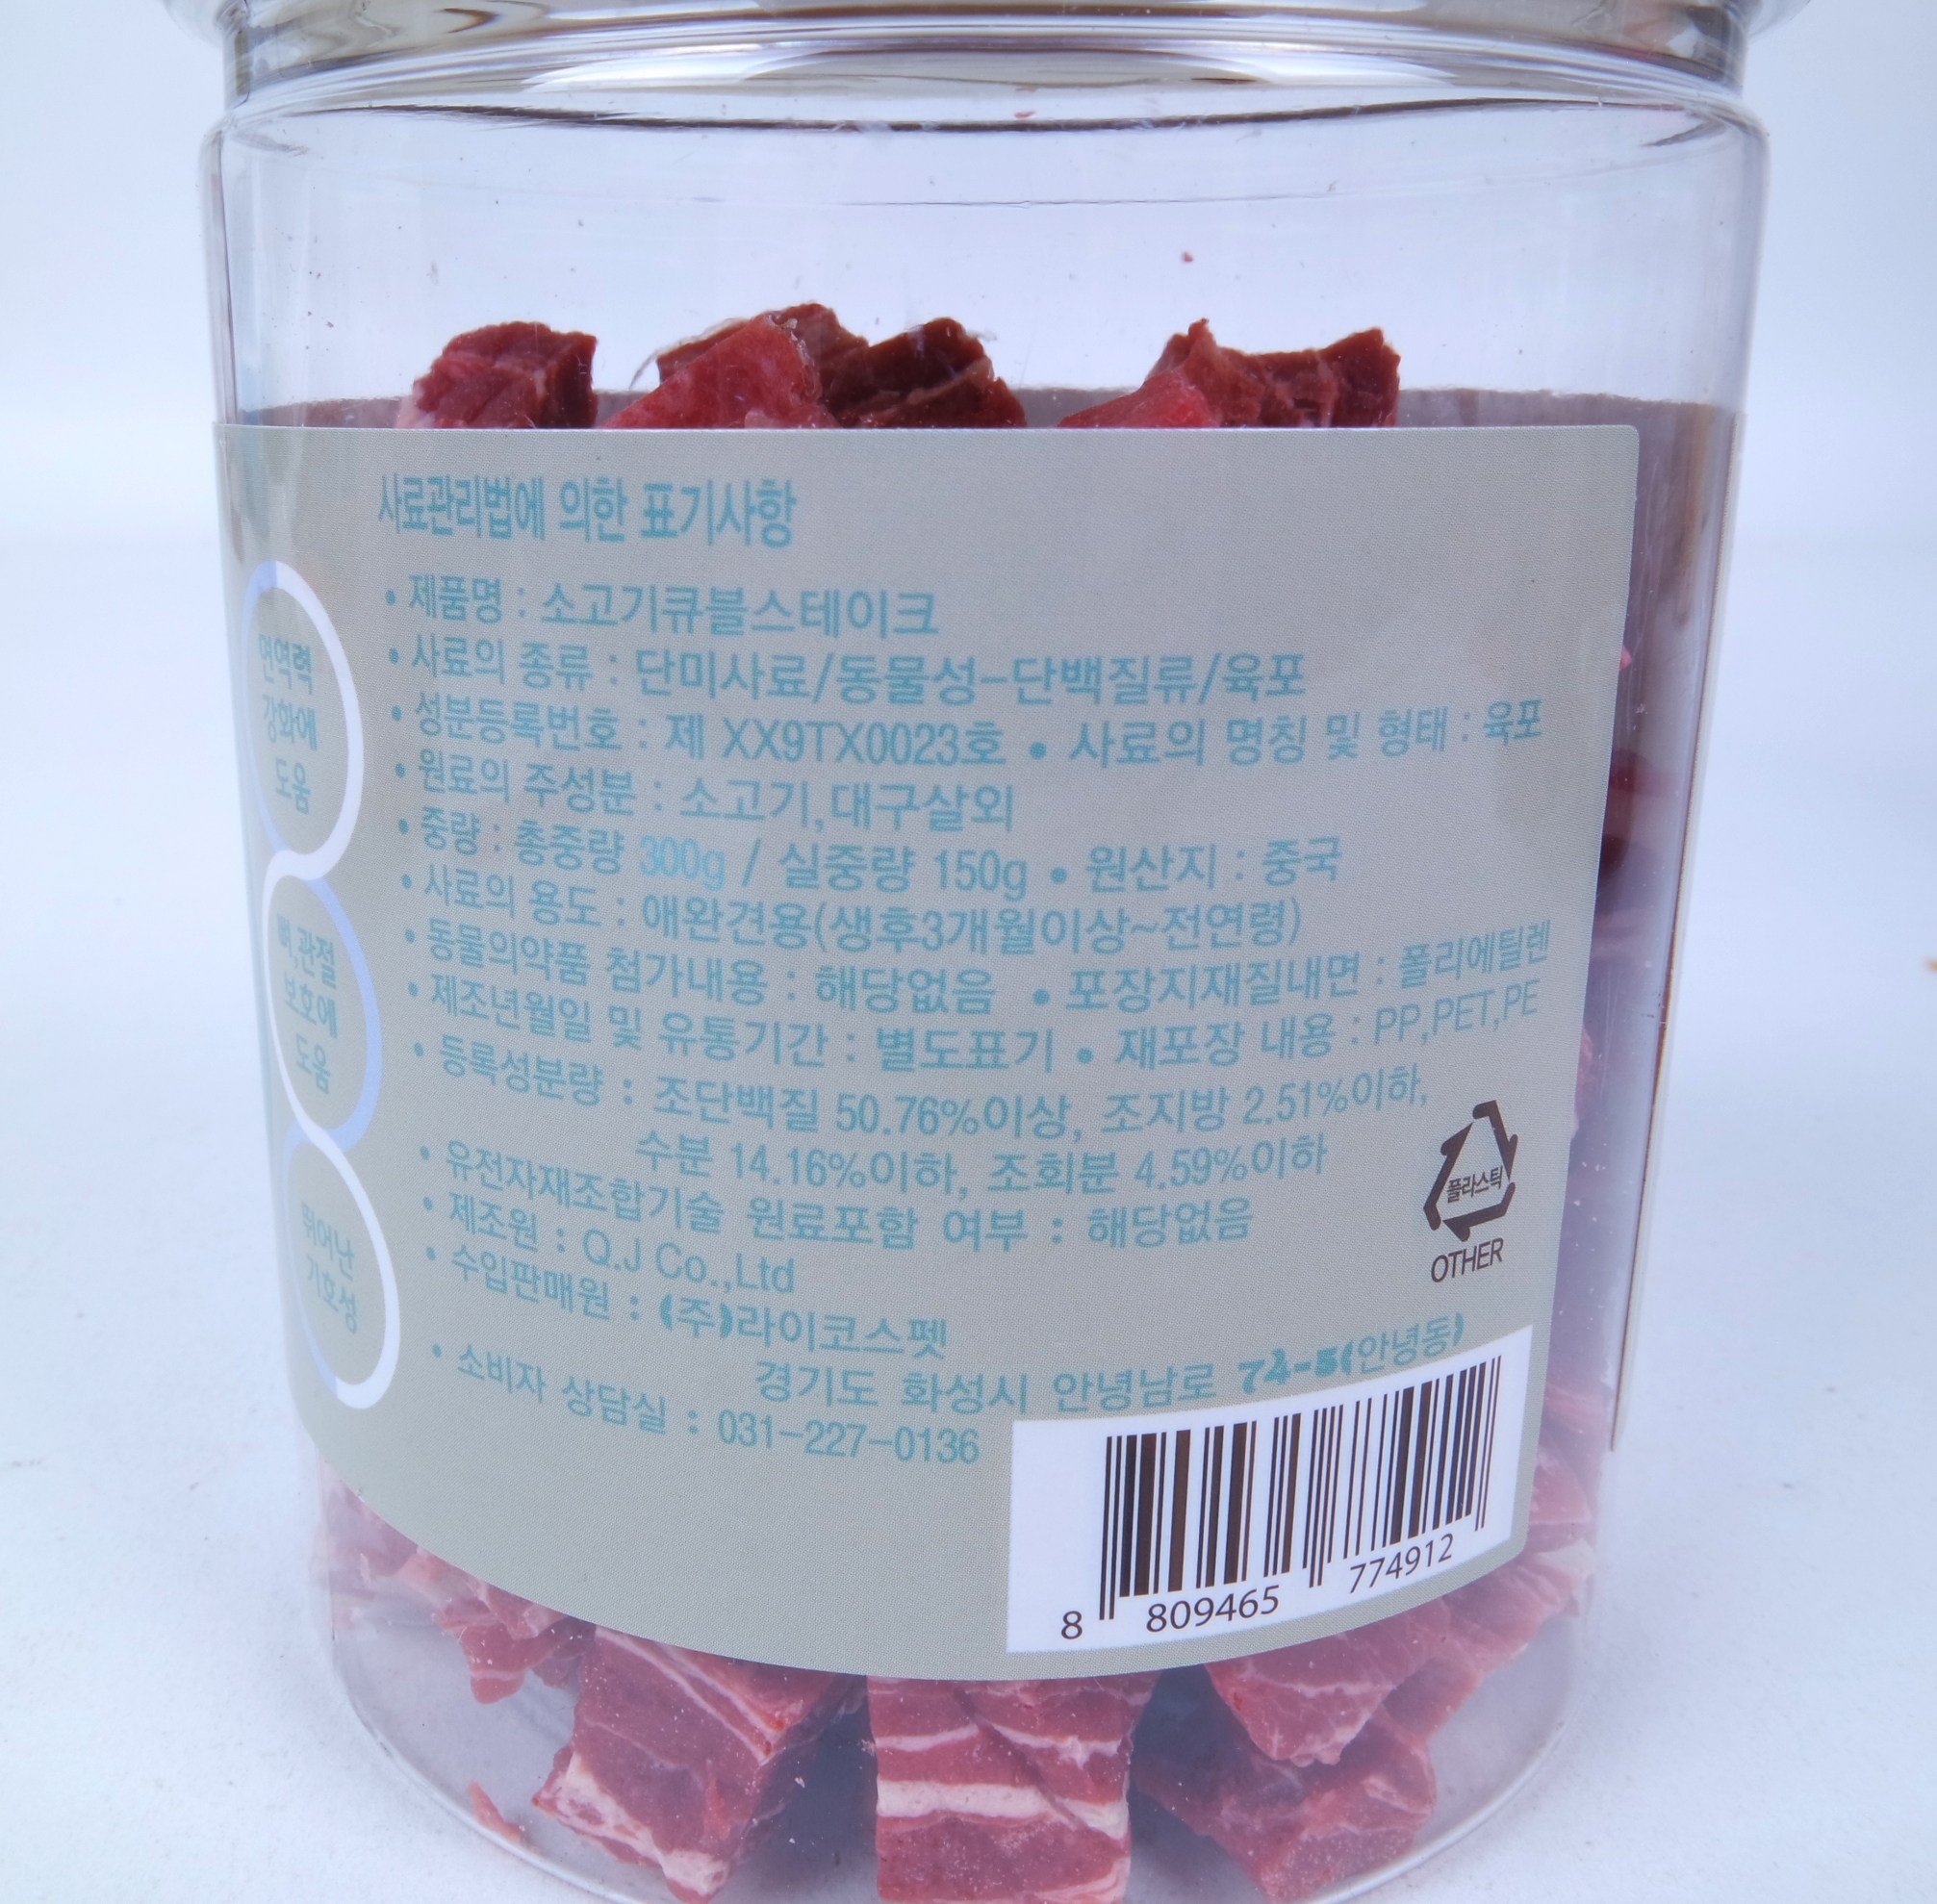 사료관리법에 의한 표기사항
• 제품명 : 소고기큐블스테이크
• 사료의 종류 : 단미사료/동물성-단백질류/육포
• 성분등록번호 : 제 XX9TX0023호 • 사료의 명칭 및 형태 : 육포
• 원료의 주성분 : 소고기,대구살외
• 중량 : 총중량 300g / 실중량 150g • 원산지 : 중국
• 사료의 용도 : 애완견용(생후3개월이상~전연령)
• 동물의약품 첨가내용 : 해당없음 • 포장지재질내면 : 폴리에틸렌
• 제조년월일 및 유통기간 : 별도표기 • 재포장 내용 : PP,PET,PE
• 등록성분량 : 조단백질 50.76%이상, 조지방 2.51%이하,
수분 14.16%이하, 조회분 4.59%이하
• 유전자재조합기술 원료포함 여부 : 해당없음
• 제조원 : Q.J Co.,Ltd
• 수입판매원 : (주)라이코스펫
경기도 화성시 안녕남로 74-5(안녕동)
• 소비자 상담실 : 031-227-0136
면역력
강화에
도움
뼈,관절
보호에
도움
뛰어난
기호성
플라스틱
OTHER
8 809465 774912